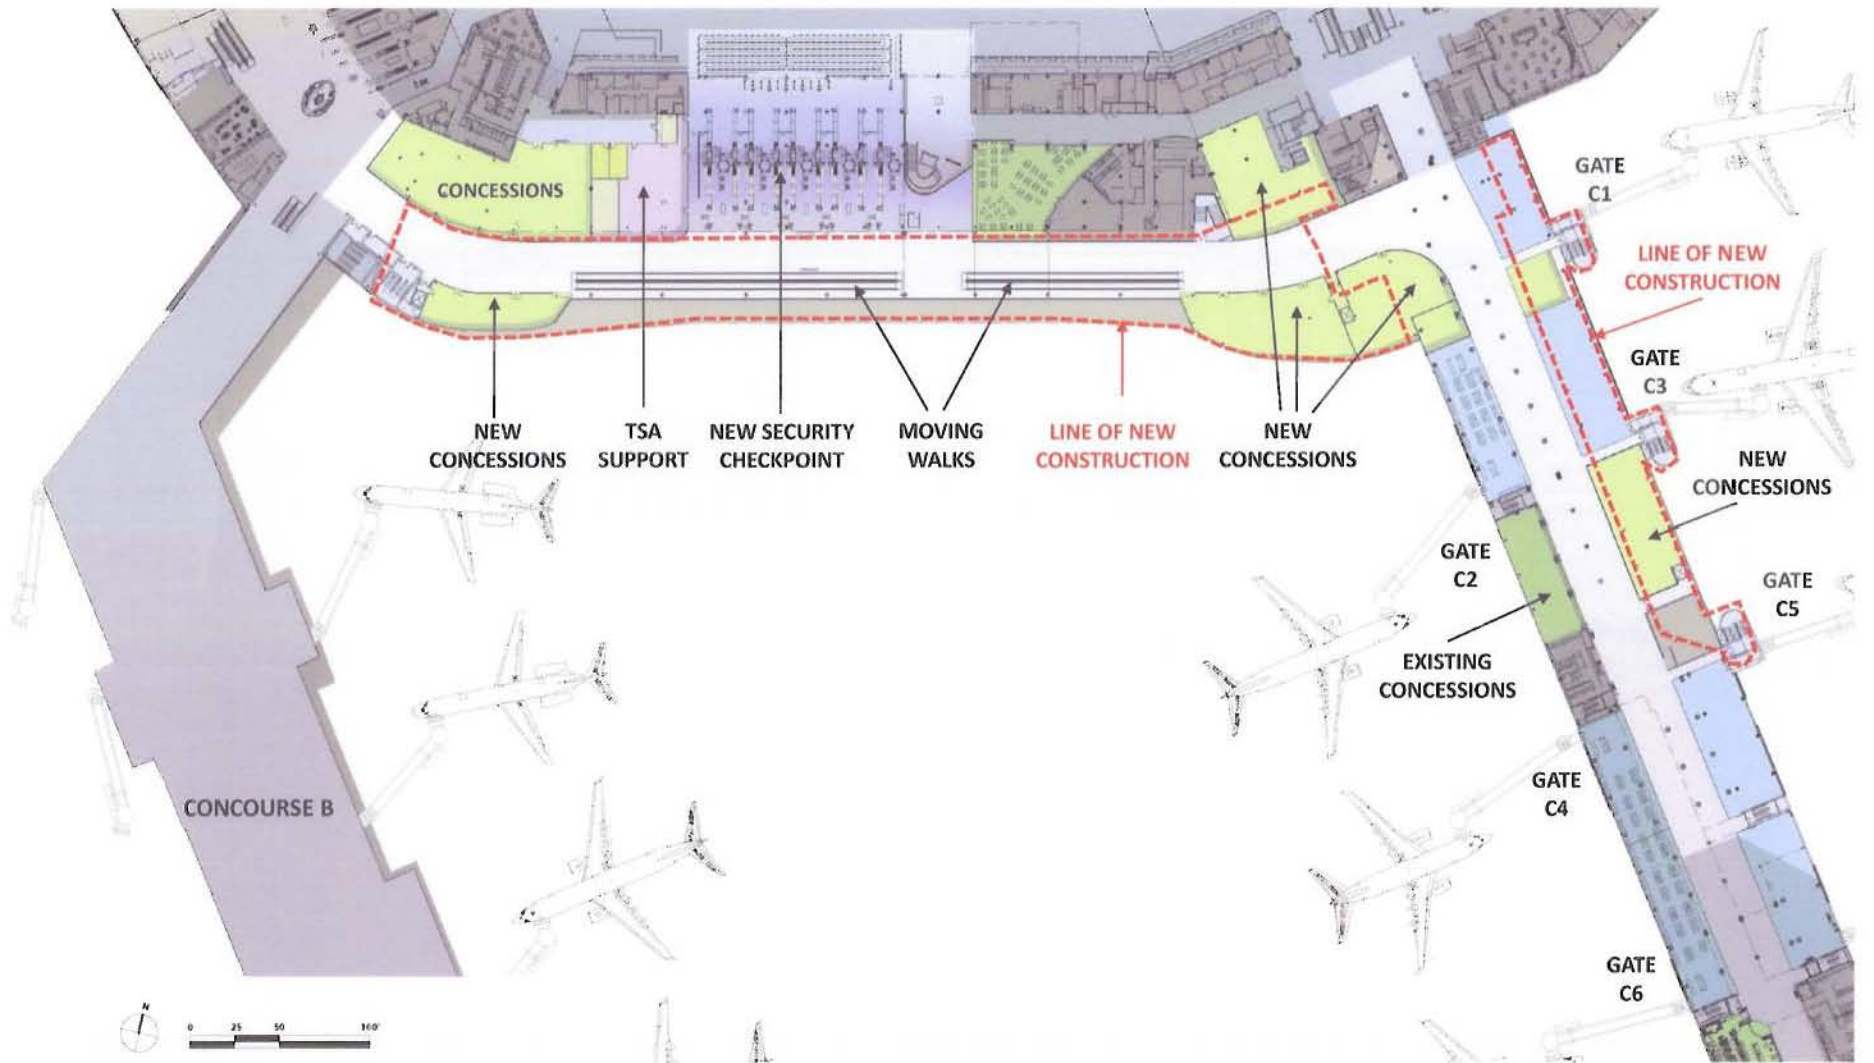 CONCESSIONS
GATE
C1
LINE OF NEW
CONSTRUCTION
GATE
C3
NEW
CONCESSIONS
TSA
SUPPORT
NEW SECURITY
CHECKPOINT
MOVING
WALKS
LINE OF NEW
CONSTRUCTION
NEW
CONCESSIONS
NEW
CONCESSIONS
GATE
C2
GATE
C5
EXISTING
CONCESSIONS
GATE
C4
CONCOURSE B
GATE
C6
N
0 25 50 100'